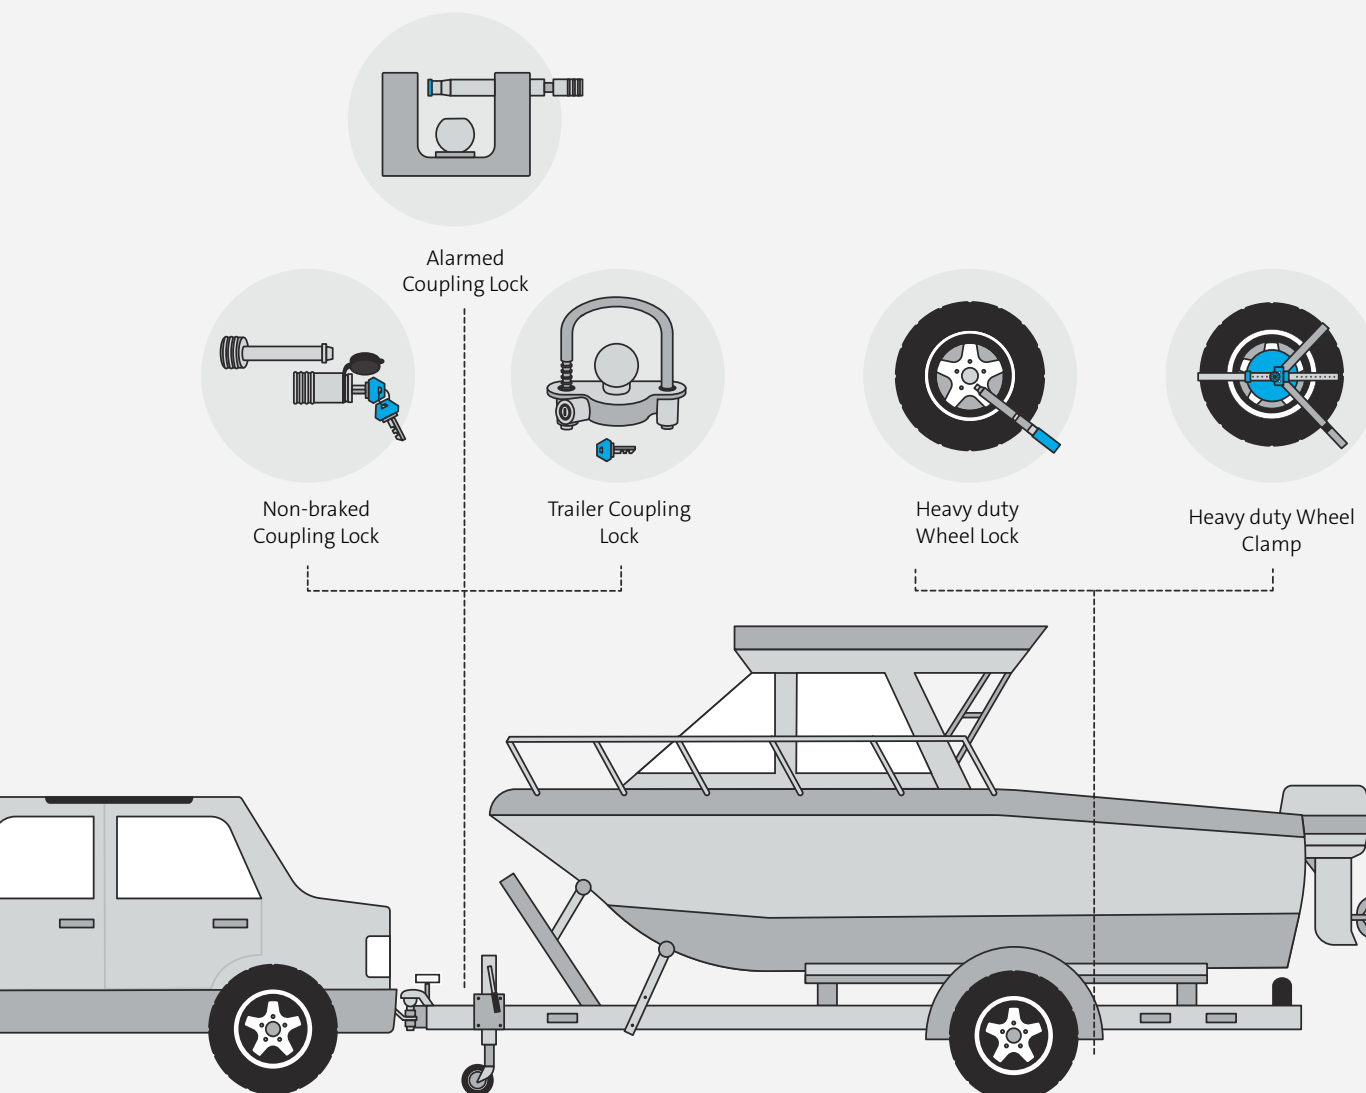 Alarmed
Coupling Lock
Non-braked
Coupling Lock
Trailer Coupling
Lock
Heavy duty
Wheel Lock
Heavy duty Wheel
Clamp